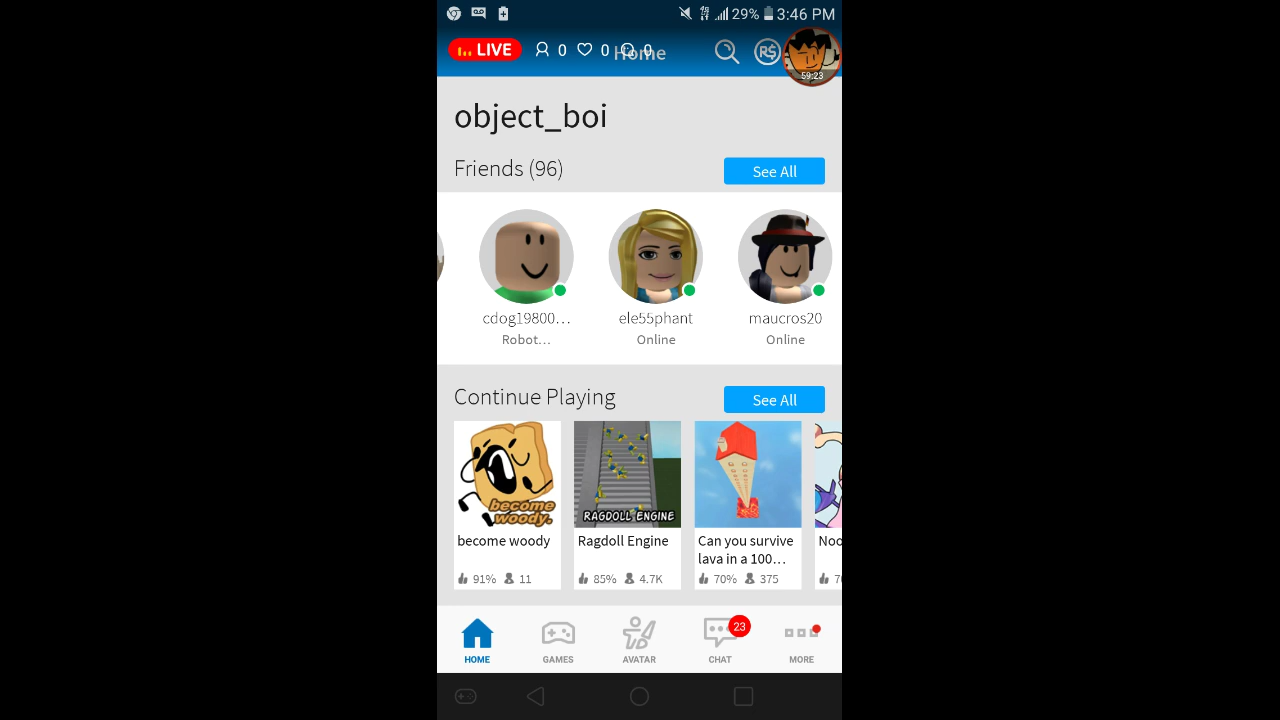 29% 3:46 PM
LIVE 0 0 0
Home
R$
59:23
object_boi
Friends (96)
See All
cdog19800...
ele55phant
maucros20
Robot...
Online
Online
Continue Playing
See All
become
woody.
RAGDOLL ENGINE
become woody
Ragdoll Engine
Can you survive
lava in a 100...
Noo
91% 11
85% 4.7K
70% 375
23
HOME
GAMES
AVATAR
CHAT
MORE